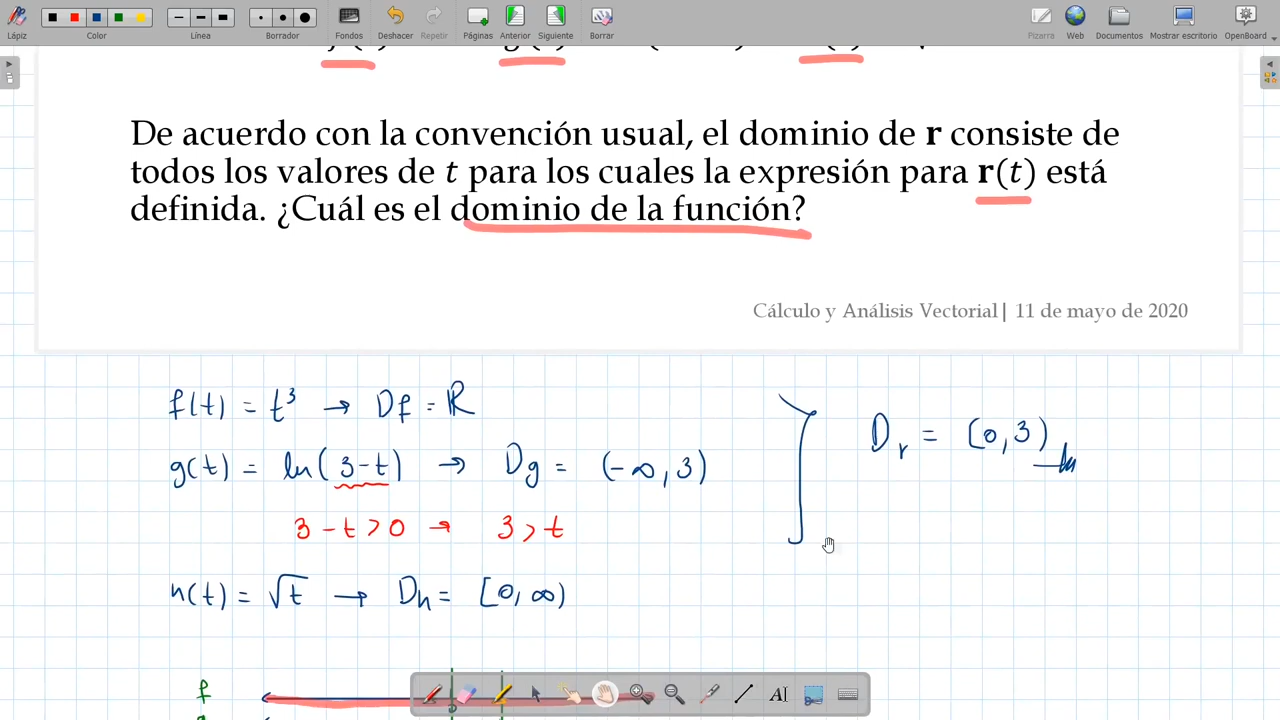 Lápiz Color Línea Borrador Fondos Deshacer Repetir Páginas Anterior Siguiente Borrar Pizarra Web Documentos Mostrar escritorio OpenBoard
De acuerdo con la convención usual, el dominio de r consiste de
todos los valores de t para los cuales la expresión para r(t) está
definida. ¿Cuál es el dominio de la función?
Cálculo y Análisis Vectorial| 11 de mayo de 2020
f(t) = t³ → Df = ℝ
g(t) = ln(3-t) → Dg = (-∞, 3)
3 - t > 0 → 3 > t
h(t) = √t → Dh = [0, ∞)
Dr = [0, 3)
f